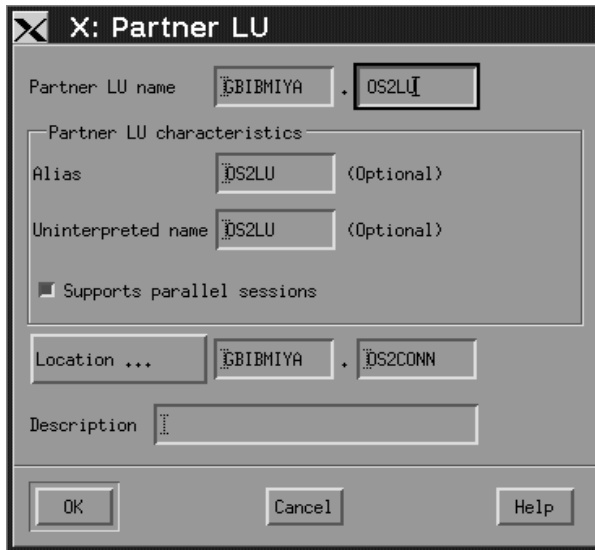 X: Partner LU
Partner LU name GBIBMIYA . OS2LU
Partner LU characteristics
Alias OS2LU (Optional)
Uninterpreted name OS2LU (Optional)
Supports parallel sessions
Location ... GBIBMIYA . OS2CONN
Description
OK Cancel Help